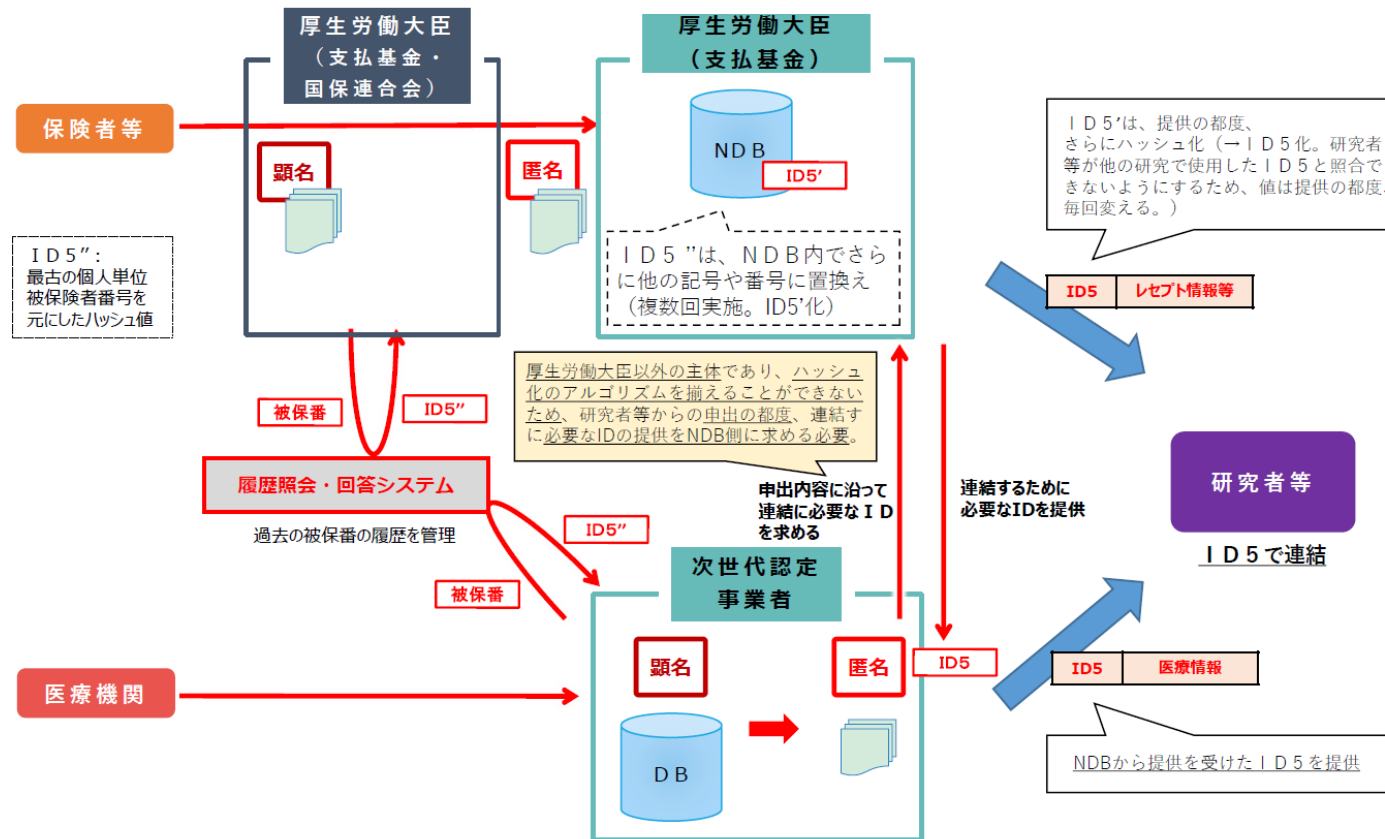 厚生労働大臣
（支払基金・
国保連合会）
厚生労働大臣
（支払基金）
保険者等
顕名
匿名
NDB
ID5'
ＩＤ5’は、提供の都度、
さらにハッシュ化（→ＩＤ5化。研究者
等が他の研究で使用したＩＤ5と照合で
きないようにするため、値は提供の都度、
毎回変える。）
ＩＤ５”：
最古の個人単位
被保険者番号を
元にしたハッシュ値
ＩＤ5 ”は、ＮＤＢ内でさら
に他の記号や番号に置換え
（複数回実施。ID5’化）
ID5
レセプト情報等
厚生労働大臣以外の主体であり、ハッシュ
化のアルゴリズムを揃えることができない
ため、研究者等からの申出の都度、連結す
に必要なIDの提供をNDB側に求める必要。
被保番
ID5”
履歴照会・回答システム
過去の被保番の履歴を管理
ID5”
被保番
申出内容に沿って
連結に必要なＩＤ
を求める
連結するために
必要なIDを提供
研究者等
ＩＤ５で連結
次世代認定
事業者
医療機関
顕名
匿名
ID5
ＤＢ
ID5
医療情報
NDBから提供を受けたＩＤ５を提供